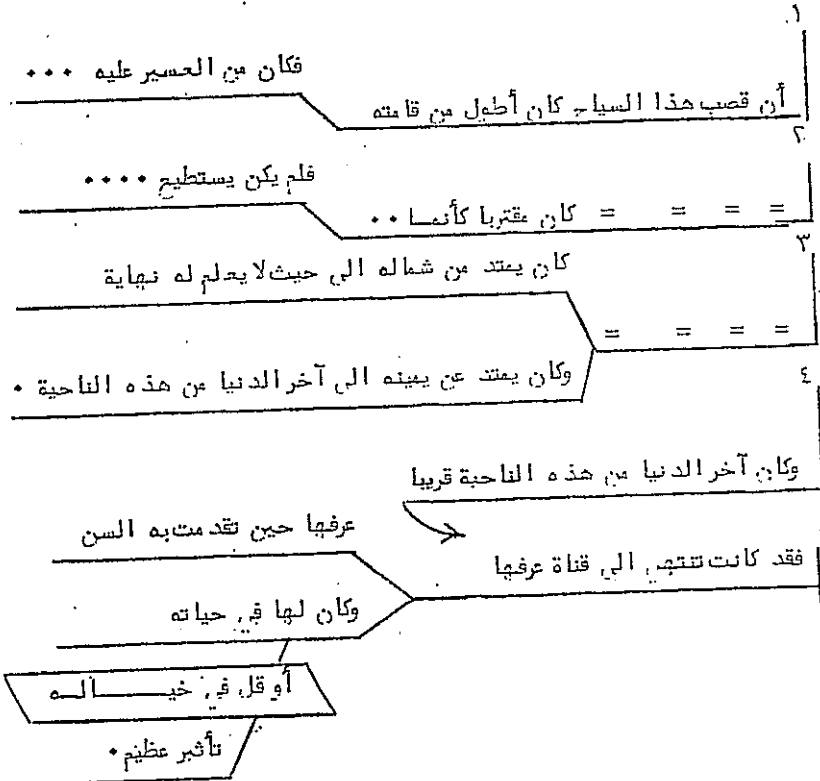 ١
فكان من العسير عليه •••
أن قصب هذا السياج كان أطول من قامته
٢
فلم يكن يستطيع ••••
= = = = كان مقتربا كأنما ••
٣
كان يمتد من شماله الى حيث لا يعلم له نهاية
= = = =
وكان يمتد عن يمينه الى آخر الدنيا من هذه الناحية •
٤
وكان آخر الدنيا من هذه الناحية قريبا
عرفها حين تقدمت به السن
فقد كانت تنتهي الى قناة عرفها
وكان لها في حياته
أو قل في خيـــــالـه
تأثير عظيم •